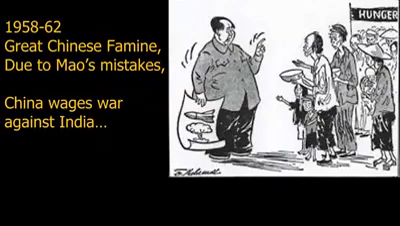 1958-62
Great Chinese Famine,
Due to Mao's mistakes,
China wages war
against India...
HUNGER